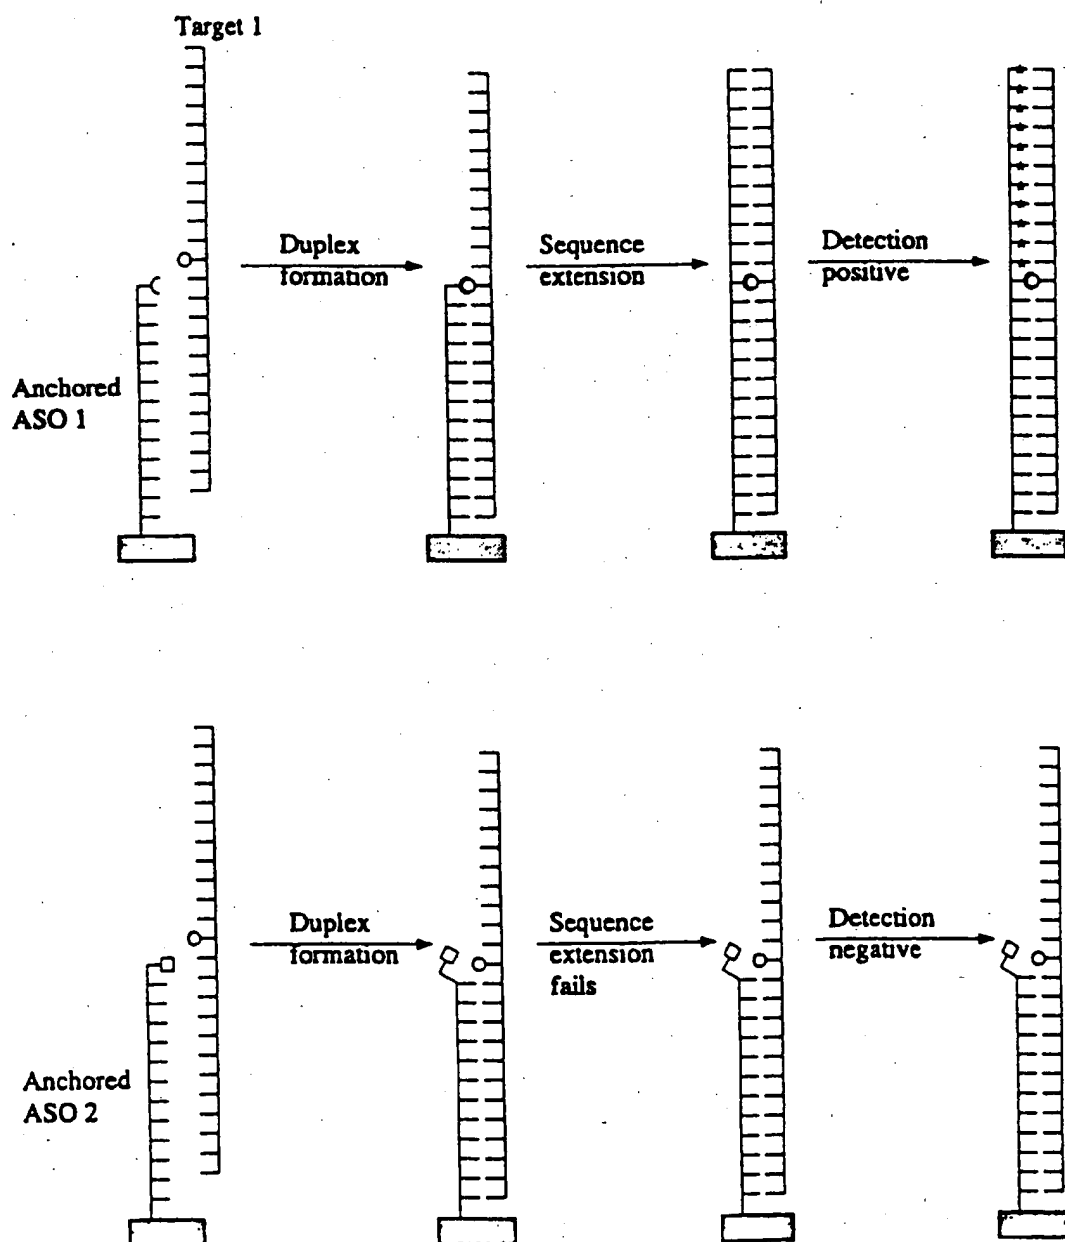 Target 1
Duplex
formation
Sequence
extension
Detection
positive
Anchored
ASO 1
Duplex
formation
Sequence
extension
fails
Detection
negative
Anchored
ASO 2